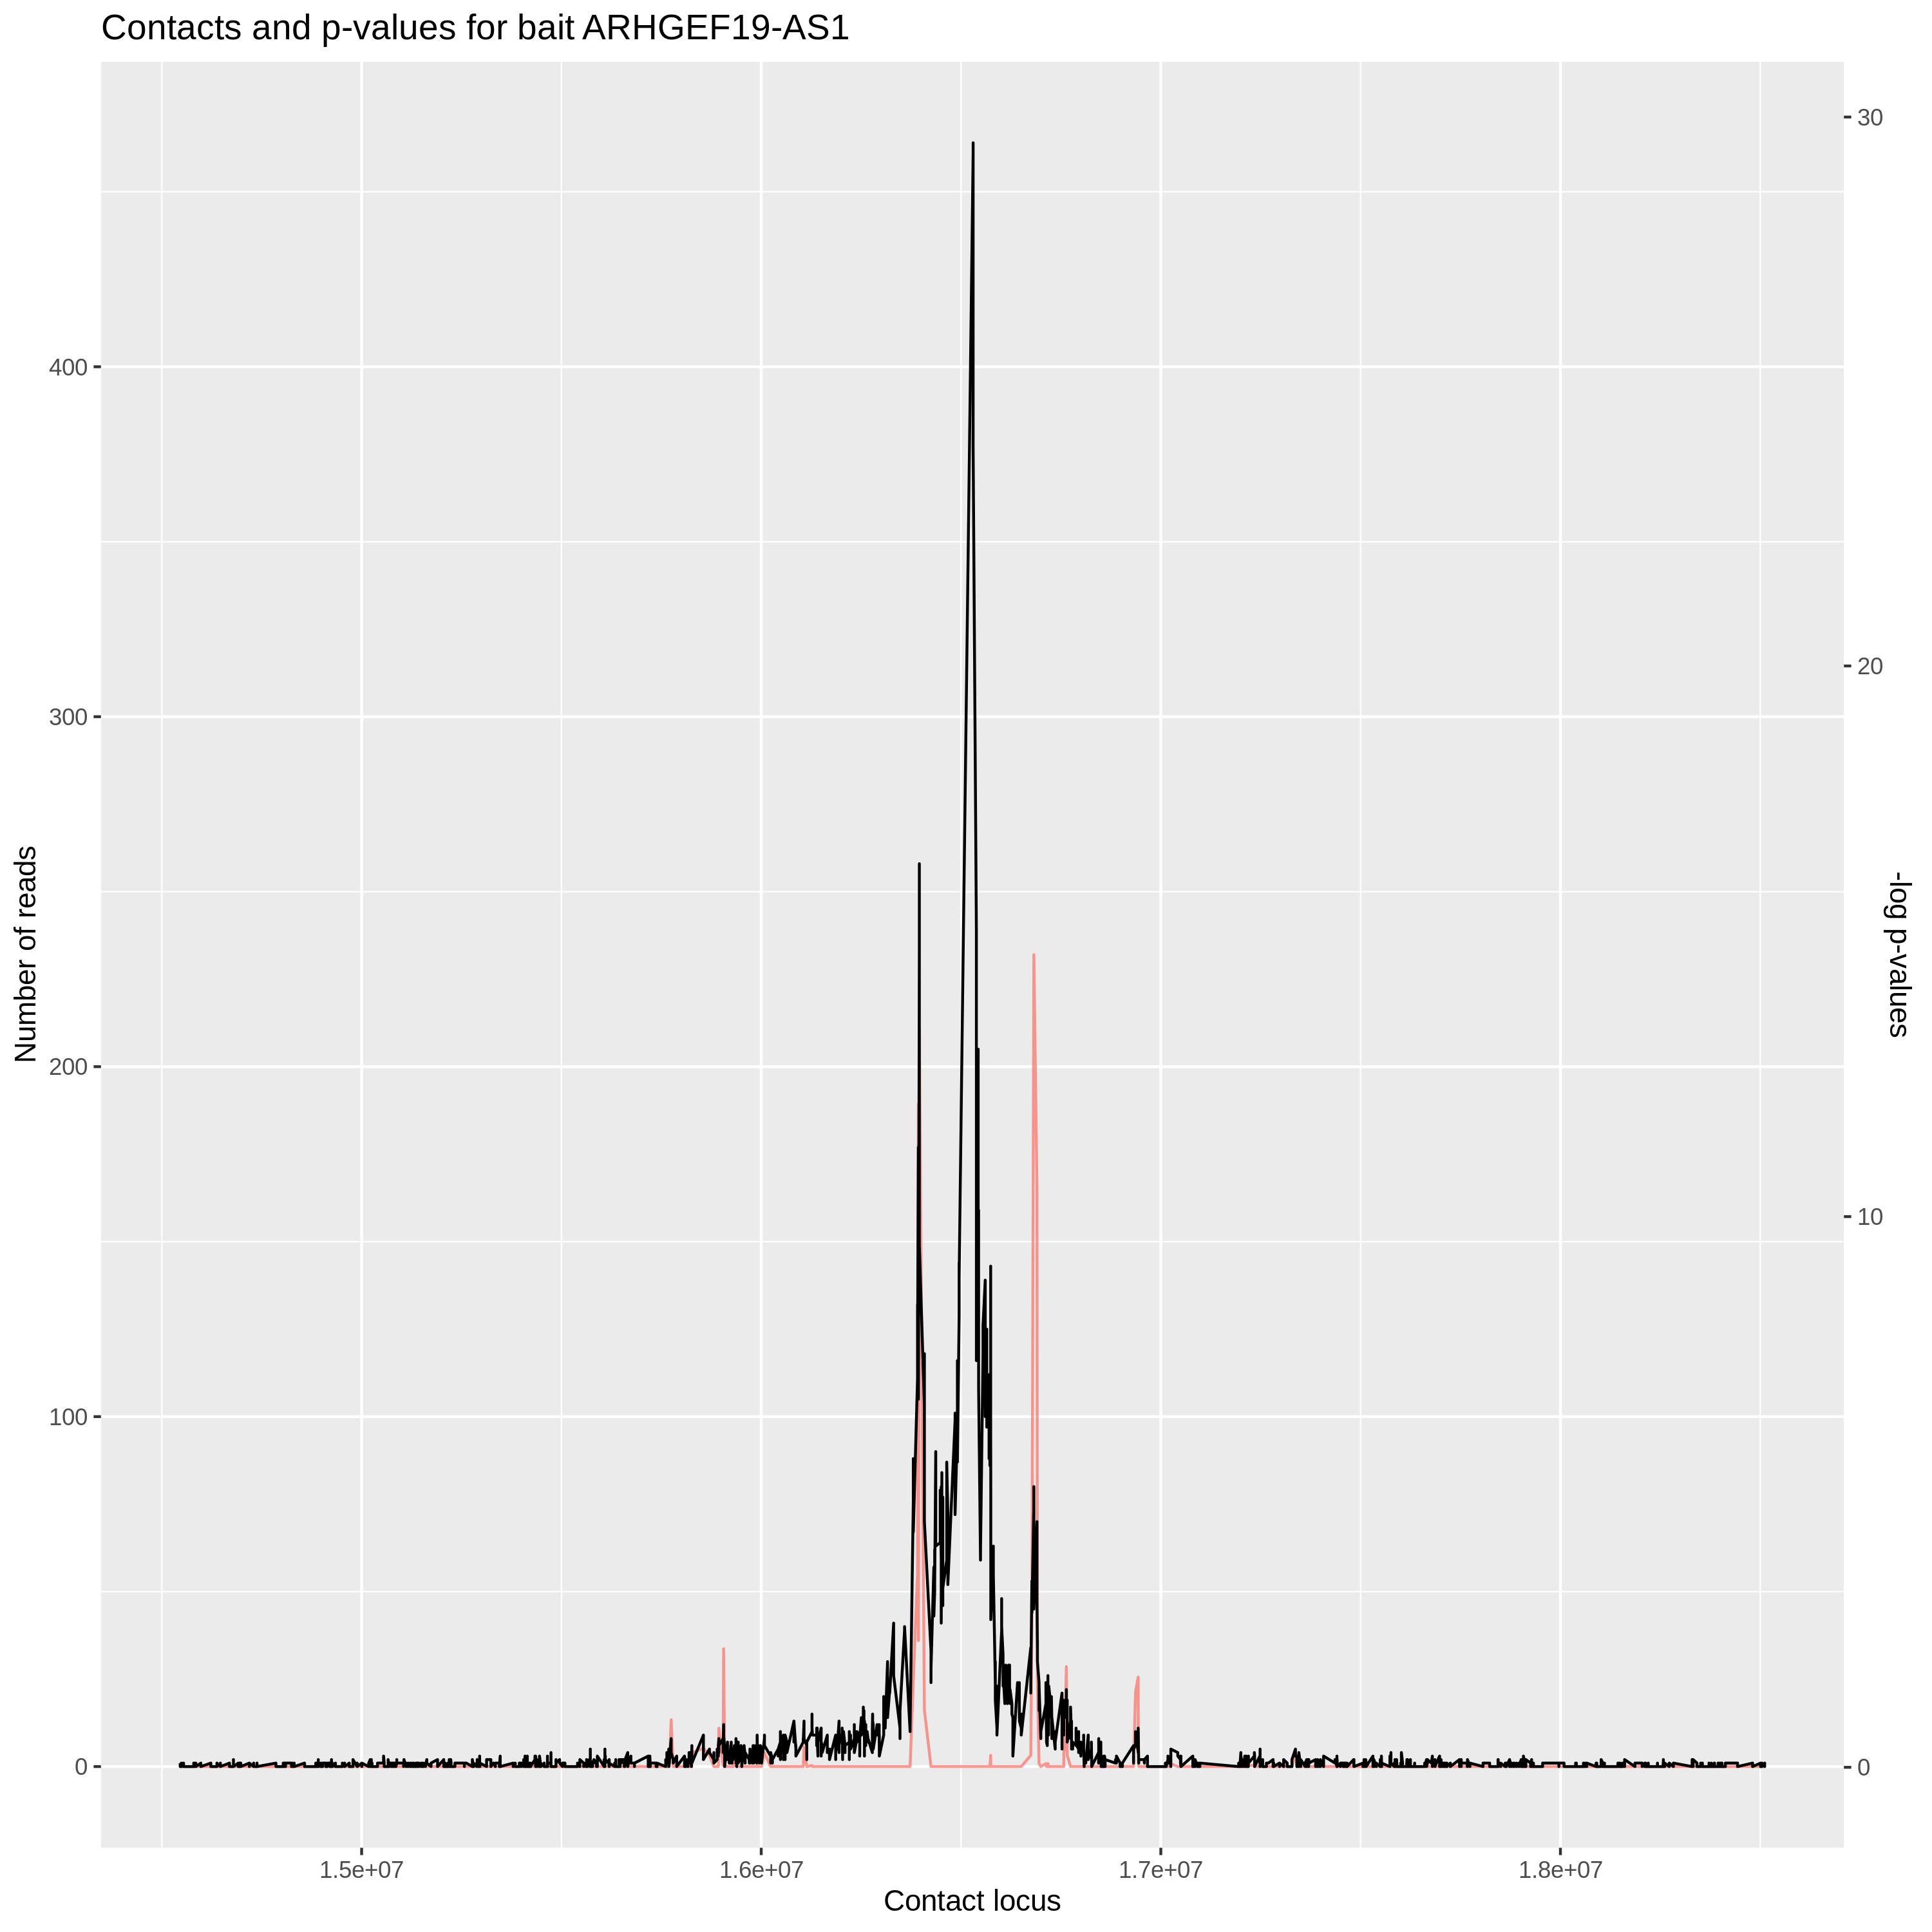 Contacts and p-values for bait ARHGEF19-AS1
Number of reads
400
300
200
100
0
30
20
10
0
-log p-values
1.5e+07
1.6e+07
1.7e+07
1.8e+07
Contact locus